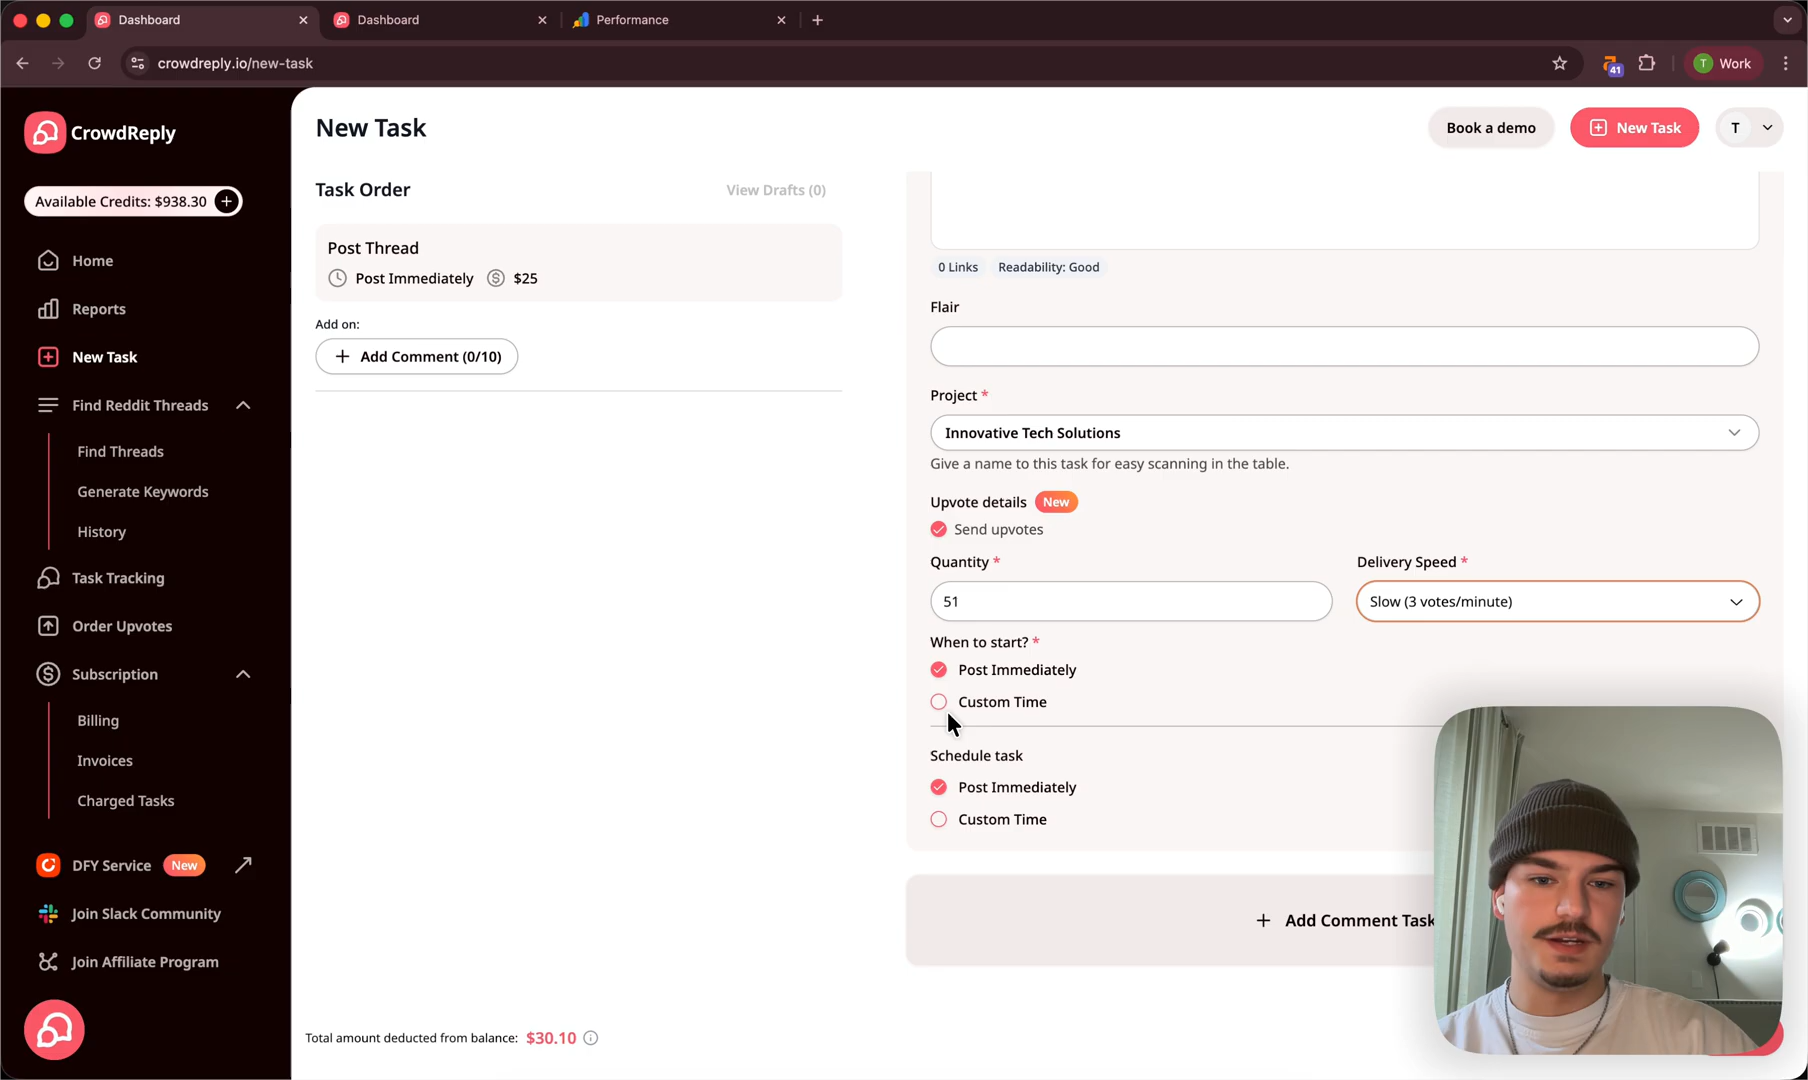 Dashboard
Dashboard
Performance
crowdreply.io/new-task
41
T
Work
CrowdReply
Available Credits: $938.30
Home
Reports
New Task
Find Reddit Threads
Find Threads
Generate Keywords
History
Task Tracking
Order Upvotes
Subscription
Billing
Invoices
Charged Tasks
DFY Service New
Join Slack Community
Join Affiliate Program
New Task
Book a demo
New Task
T
Task Order
View Drafts (0)
Post Thread
Post Immediately $25
Add on:
Add Comment (0/10)
0 Links Readability: Good
Flair
Project *
Innovative Tech Solutions
Give a name to this task for easy scanning in the table.
Upvote details New
Send upvotes
Quantity *
51
Delivery Speed *
Slow (3 votes/minute)
When to start? *
Post Immediately
Custom Time
Schedule task
Post Immediately
Custom Time
+ Add Comment Task
Total amount deducted from balance: $30.10